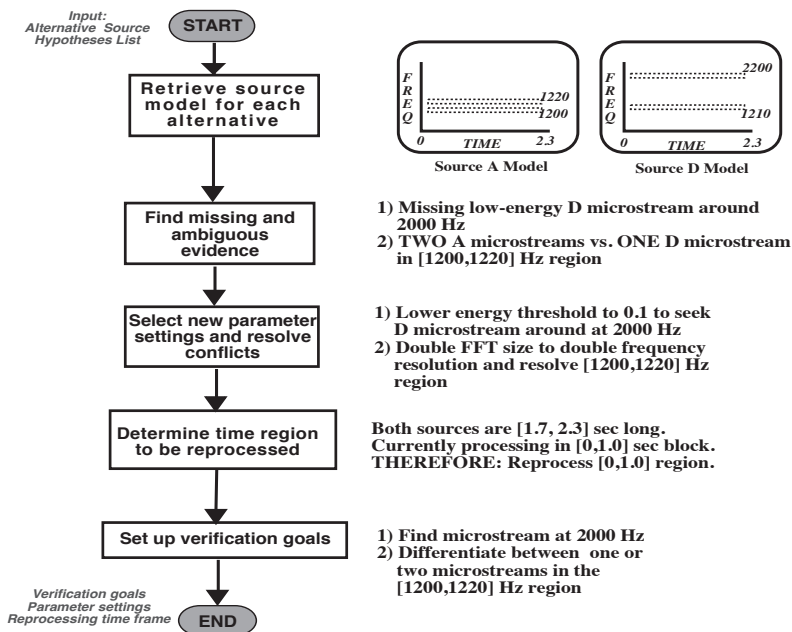 Input:
Alternative Source
Hypotheses List
START
Retrieve source
model for each
alternative
F
R
E
Q
1220
1200
0
TIME
2.3
Source A Model
F
R
E
Q
2200
1210
0
TIME
2.3
Source D Model
Find missing and
ambiguous
evidence
1) Missing low-energy D microstream around
2000 Hz
2) TWO A microstreams vs. ONE D microstream
in [1200,1220] Hz region
Select new parameter
settings and resolve
conflicts
1) Lower energy threshold to 0.1 to seek
D microstream around at 2000 Hz
2) Double FFT size to double frequency
resolution and resolve [1200,1220] Hz
region
Determine time region
to be reprocessed
Both sources are [1.7, 2.3] sec long.
Currently processing in [0,1.0] sec block.
THEREFORE: Reprocess [0,1.0] region.
Set up verification goals
1) Find microstream at 2000 Hz
2) Differentiate between one or
two microstreams in the
[1200,1220] Hz region
Verification goals
Parameter settings
Reprocessing time frame
END